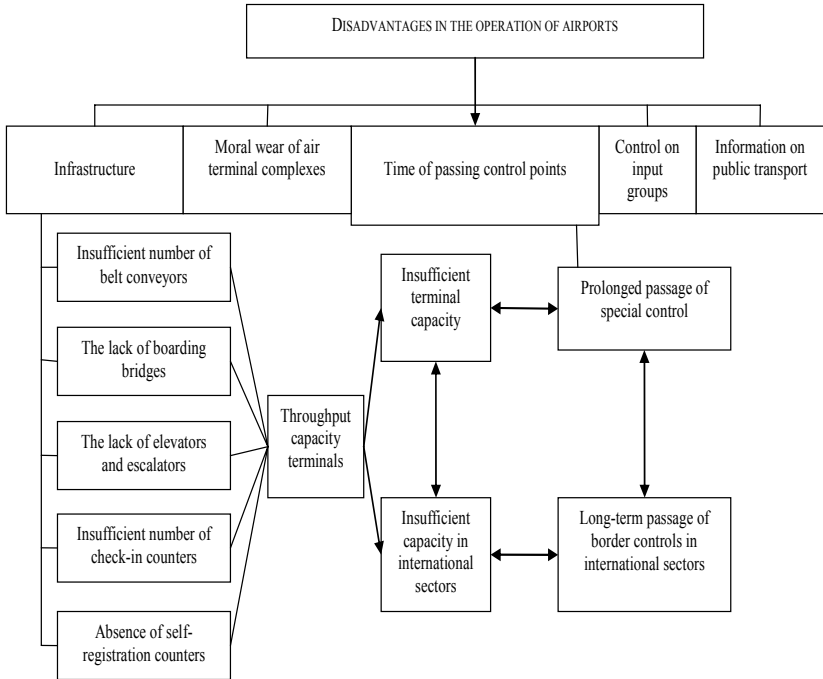 DISADVANTAGES IN THE OPERATION OF AIRPORTS
Infrastructure
Moral wear of air
terminal complexes
Time of passing control points
Control on
input
groups
Information on
public transport
Insufficient number of
belt conveyors
The lack of boarding
bridges
The lack of elevators
and escalators
Insufficient number of
check-in counters
Absence of self-
registration counters
Throughput
capacity
terminals
Insufficient
terminal
capacity
Prolonged passage of
special control
Insufficient
capacity in
international
sectors
Long-term passage of
border controls in
international sectors